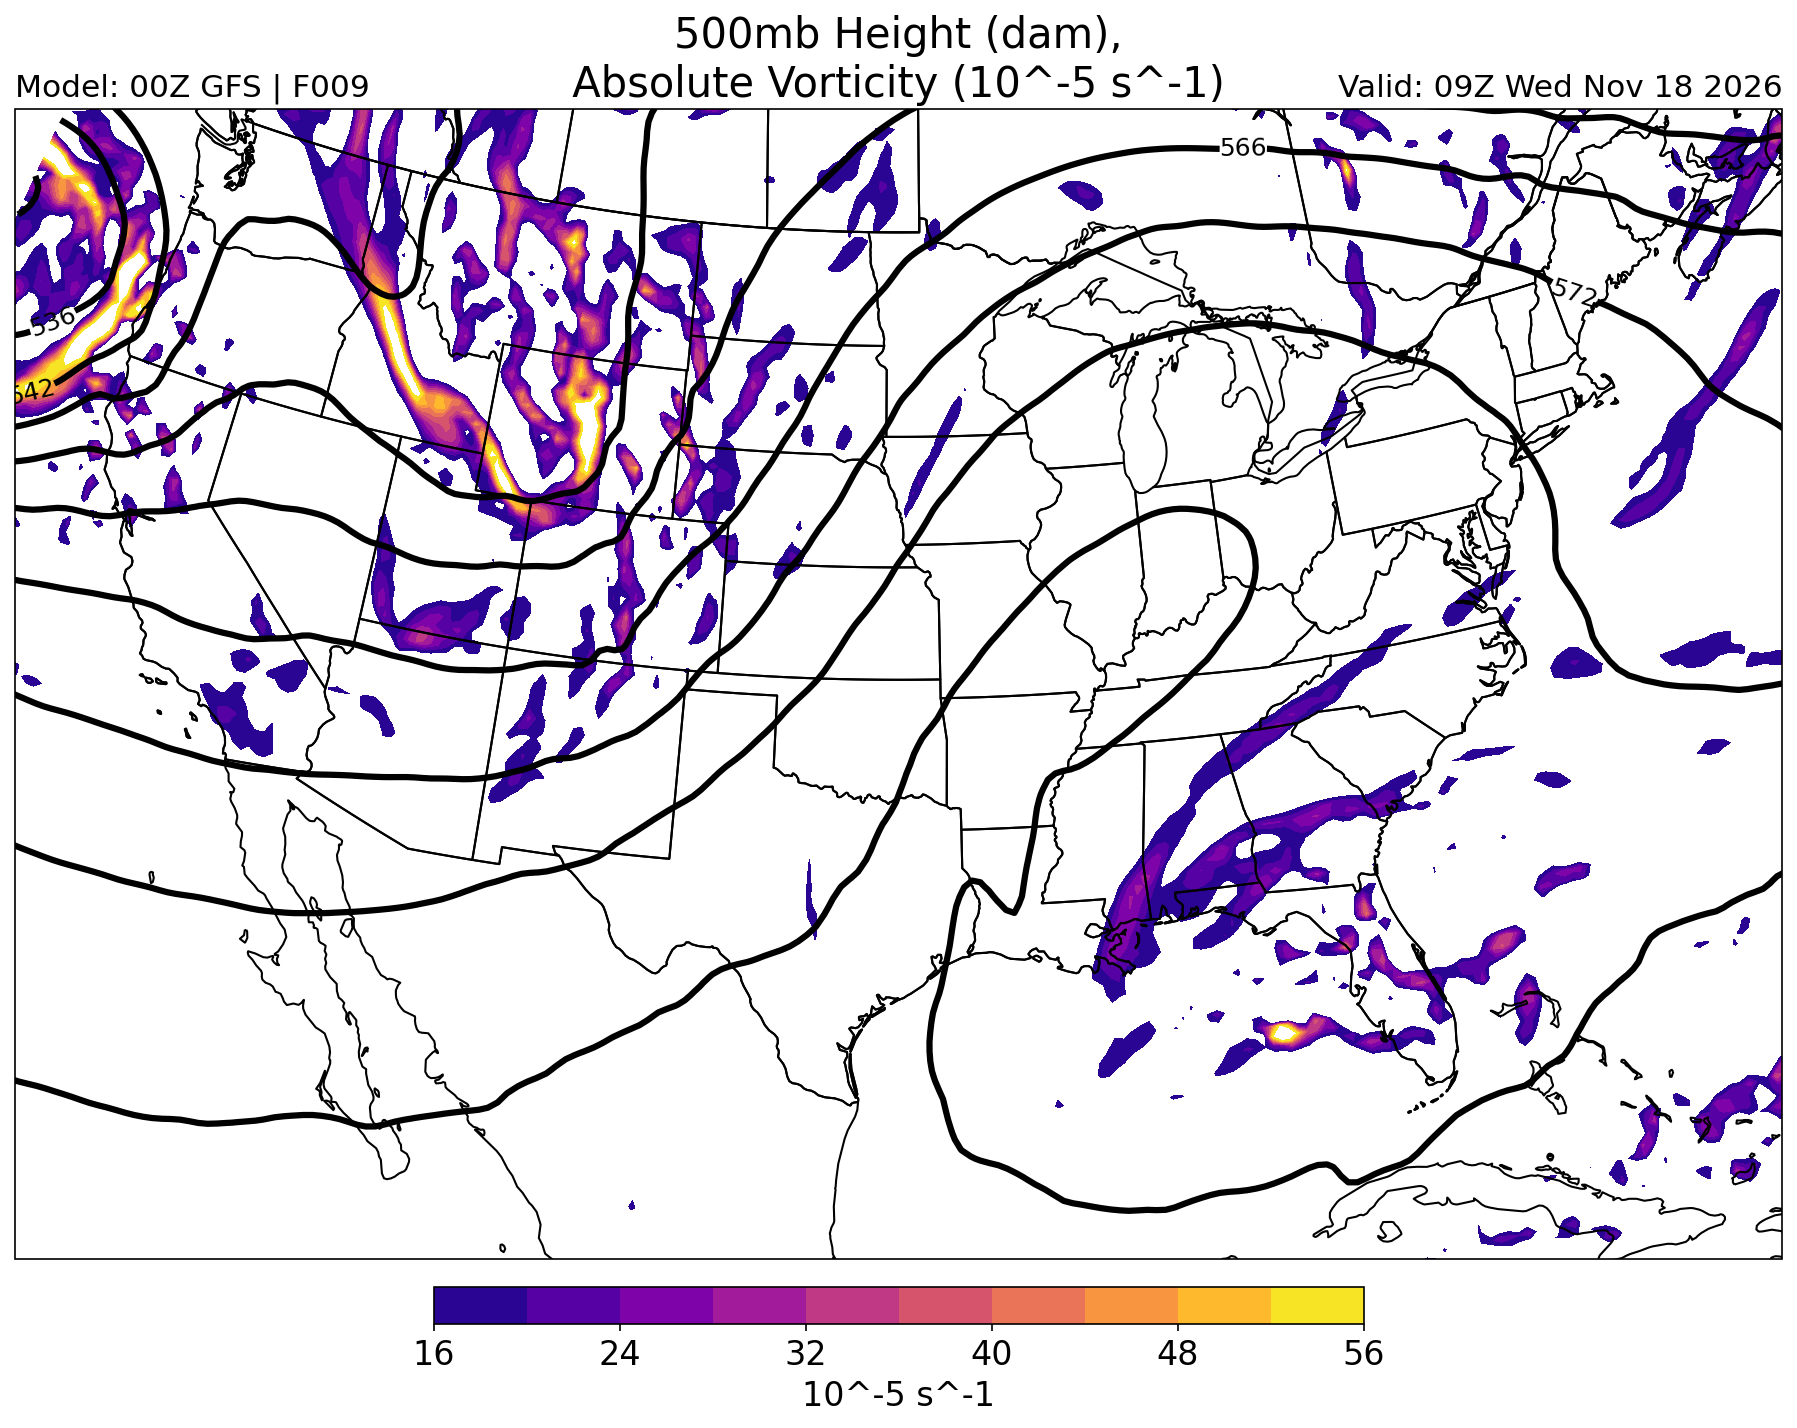 500mb Height (dam),
Model: 00Z GFS | F009
Absolute Vorticity (10^-5 s^-1)
Valid: 09Z Wed Nov 18 2026
566
572
536
542
16
24
32
40
48
56
10^-5 s^-1